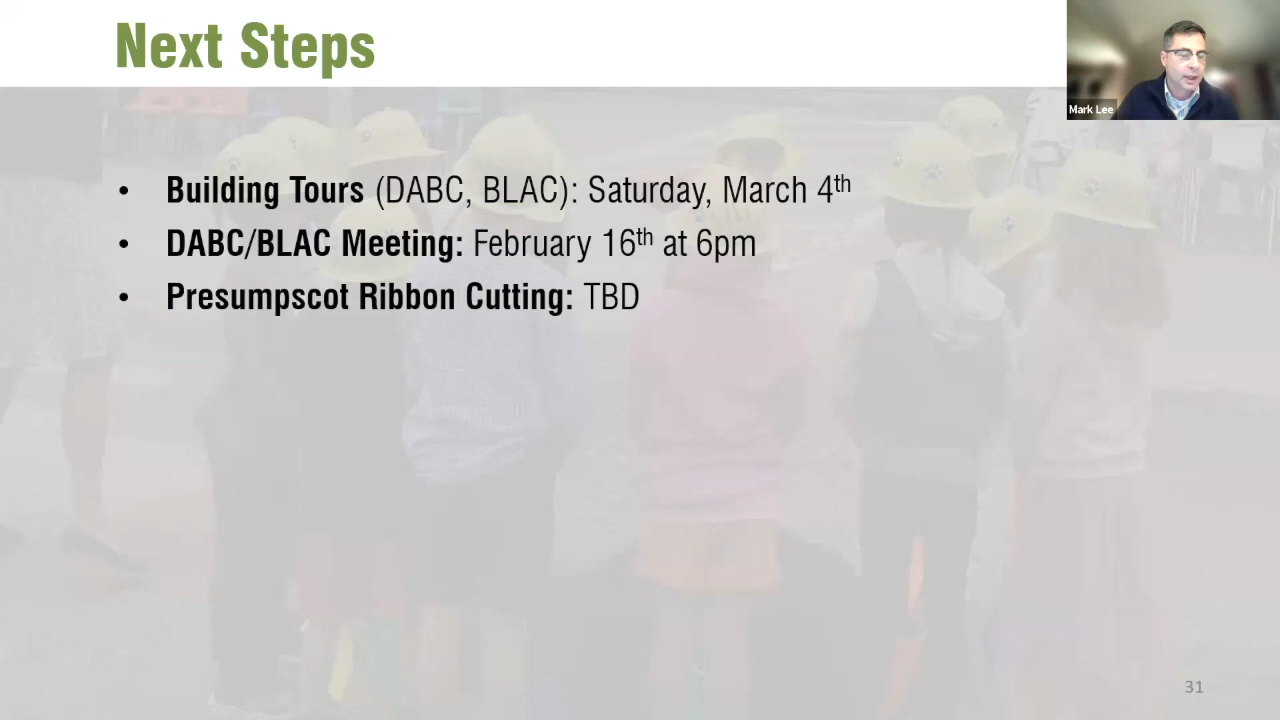 Next Steps
Mark Lee
• Building Tours (DABC, BLAC): Saturday, March 4th
• DABC/BLAC Meeting: February 16th at 6pm
• Presumpscot Ribbon Cutting: TBD
31